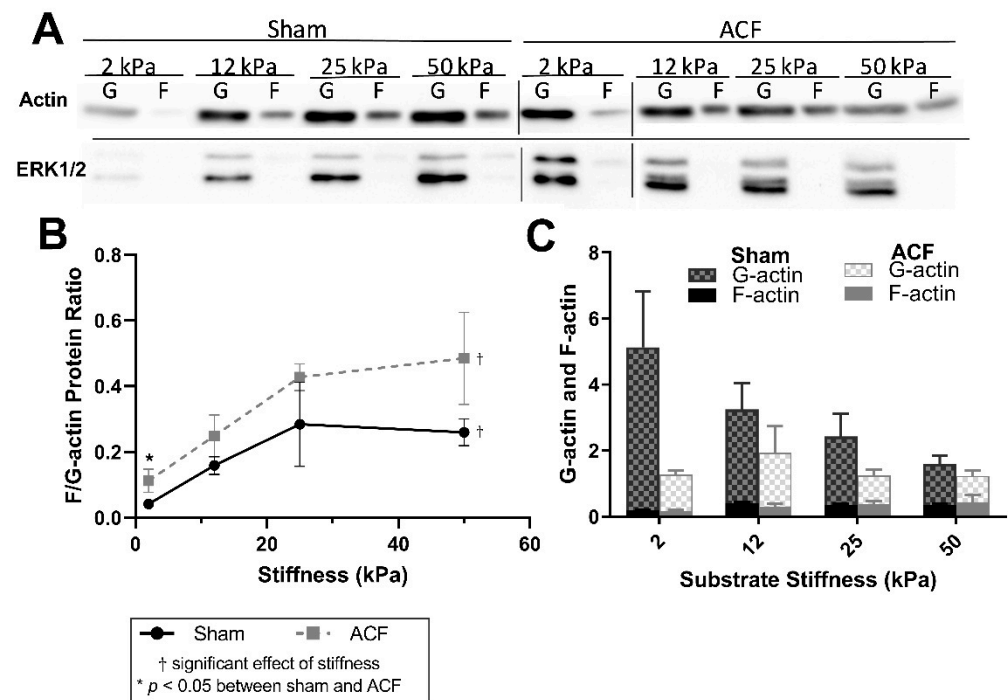 A
Sham ACF
2 kPa 12 kPa 25 kPa 50 kPa 2 kPa 12 kPa 25 kPa 50 kPa
G F G F G F G F G F G F G F G F
Actin
ERK1/2
B
F/G-actin Protein Ratio
0.8
0.6
0.4
0.2
0.0
*
†
†
0 20 40 60
Stiffness (kPa)
Sham ACF
† significant effect of stiffness
* p < 0.05 between sham and ACF
C
G-actin and F-actin
8
6
4
2
0
Sham ACF
G-actin G-actin
F-actin F-actin
2 12 25 50
Substrate Stiffness (kPa)